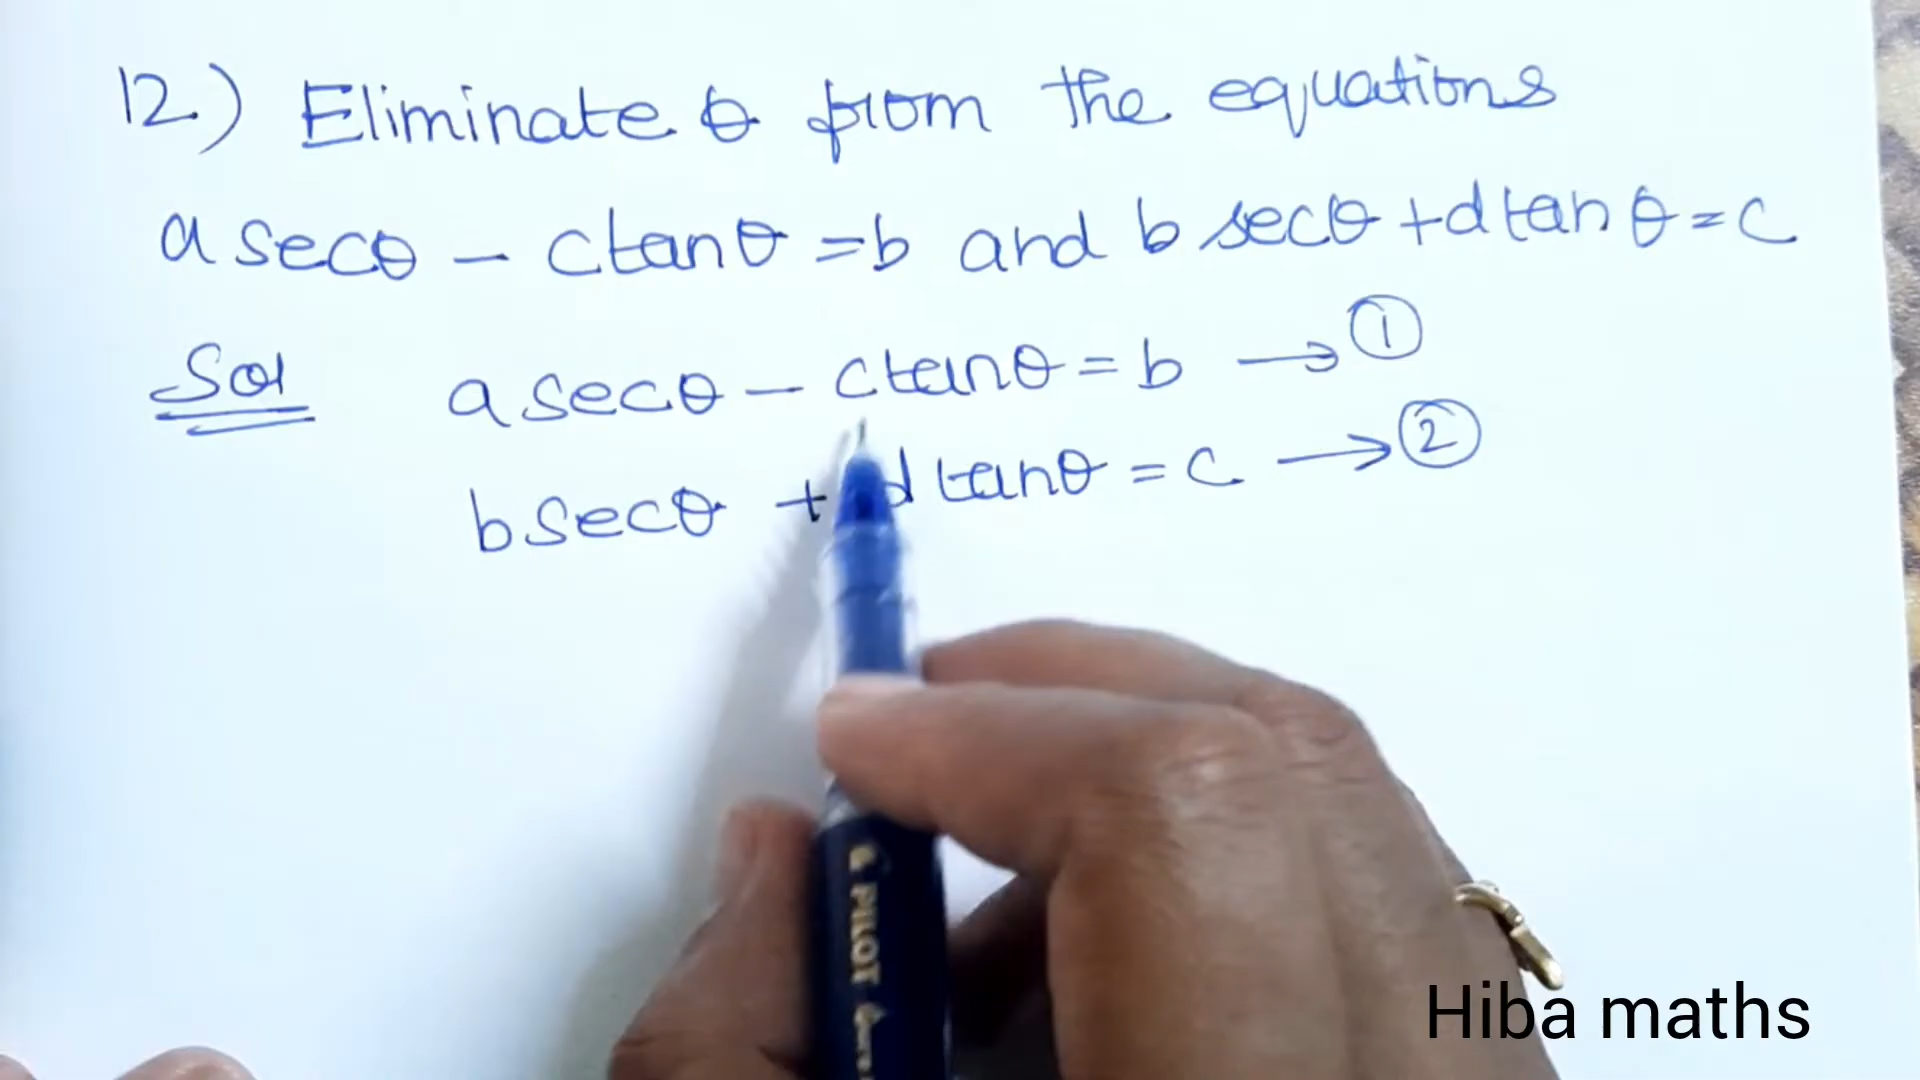 12.) Eliminate θ from the equations
a secθ - c tanθ = b and b secθ + d tan θ = c
Sol a secθ - c tanθ = b → ①
b secθ + d tanθ = c → ②
PILOT
Hiba maths